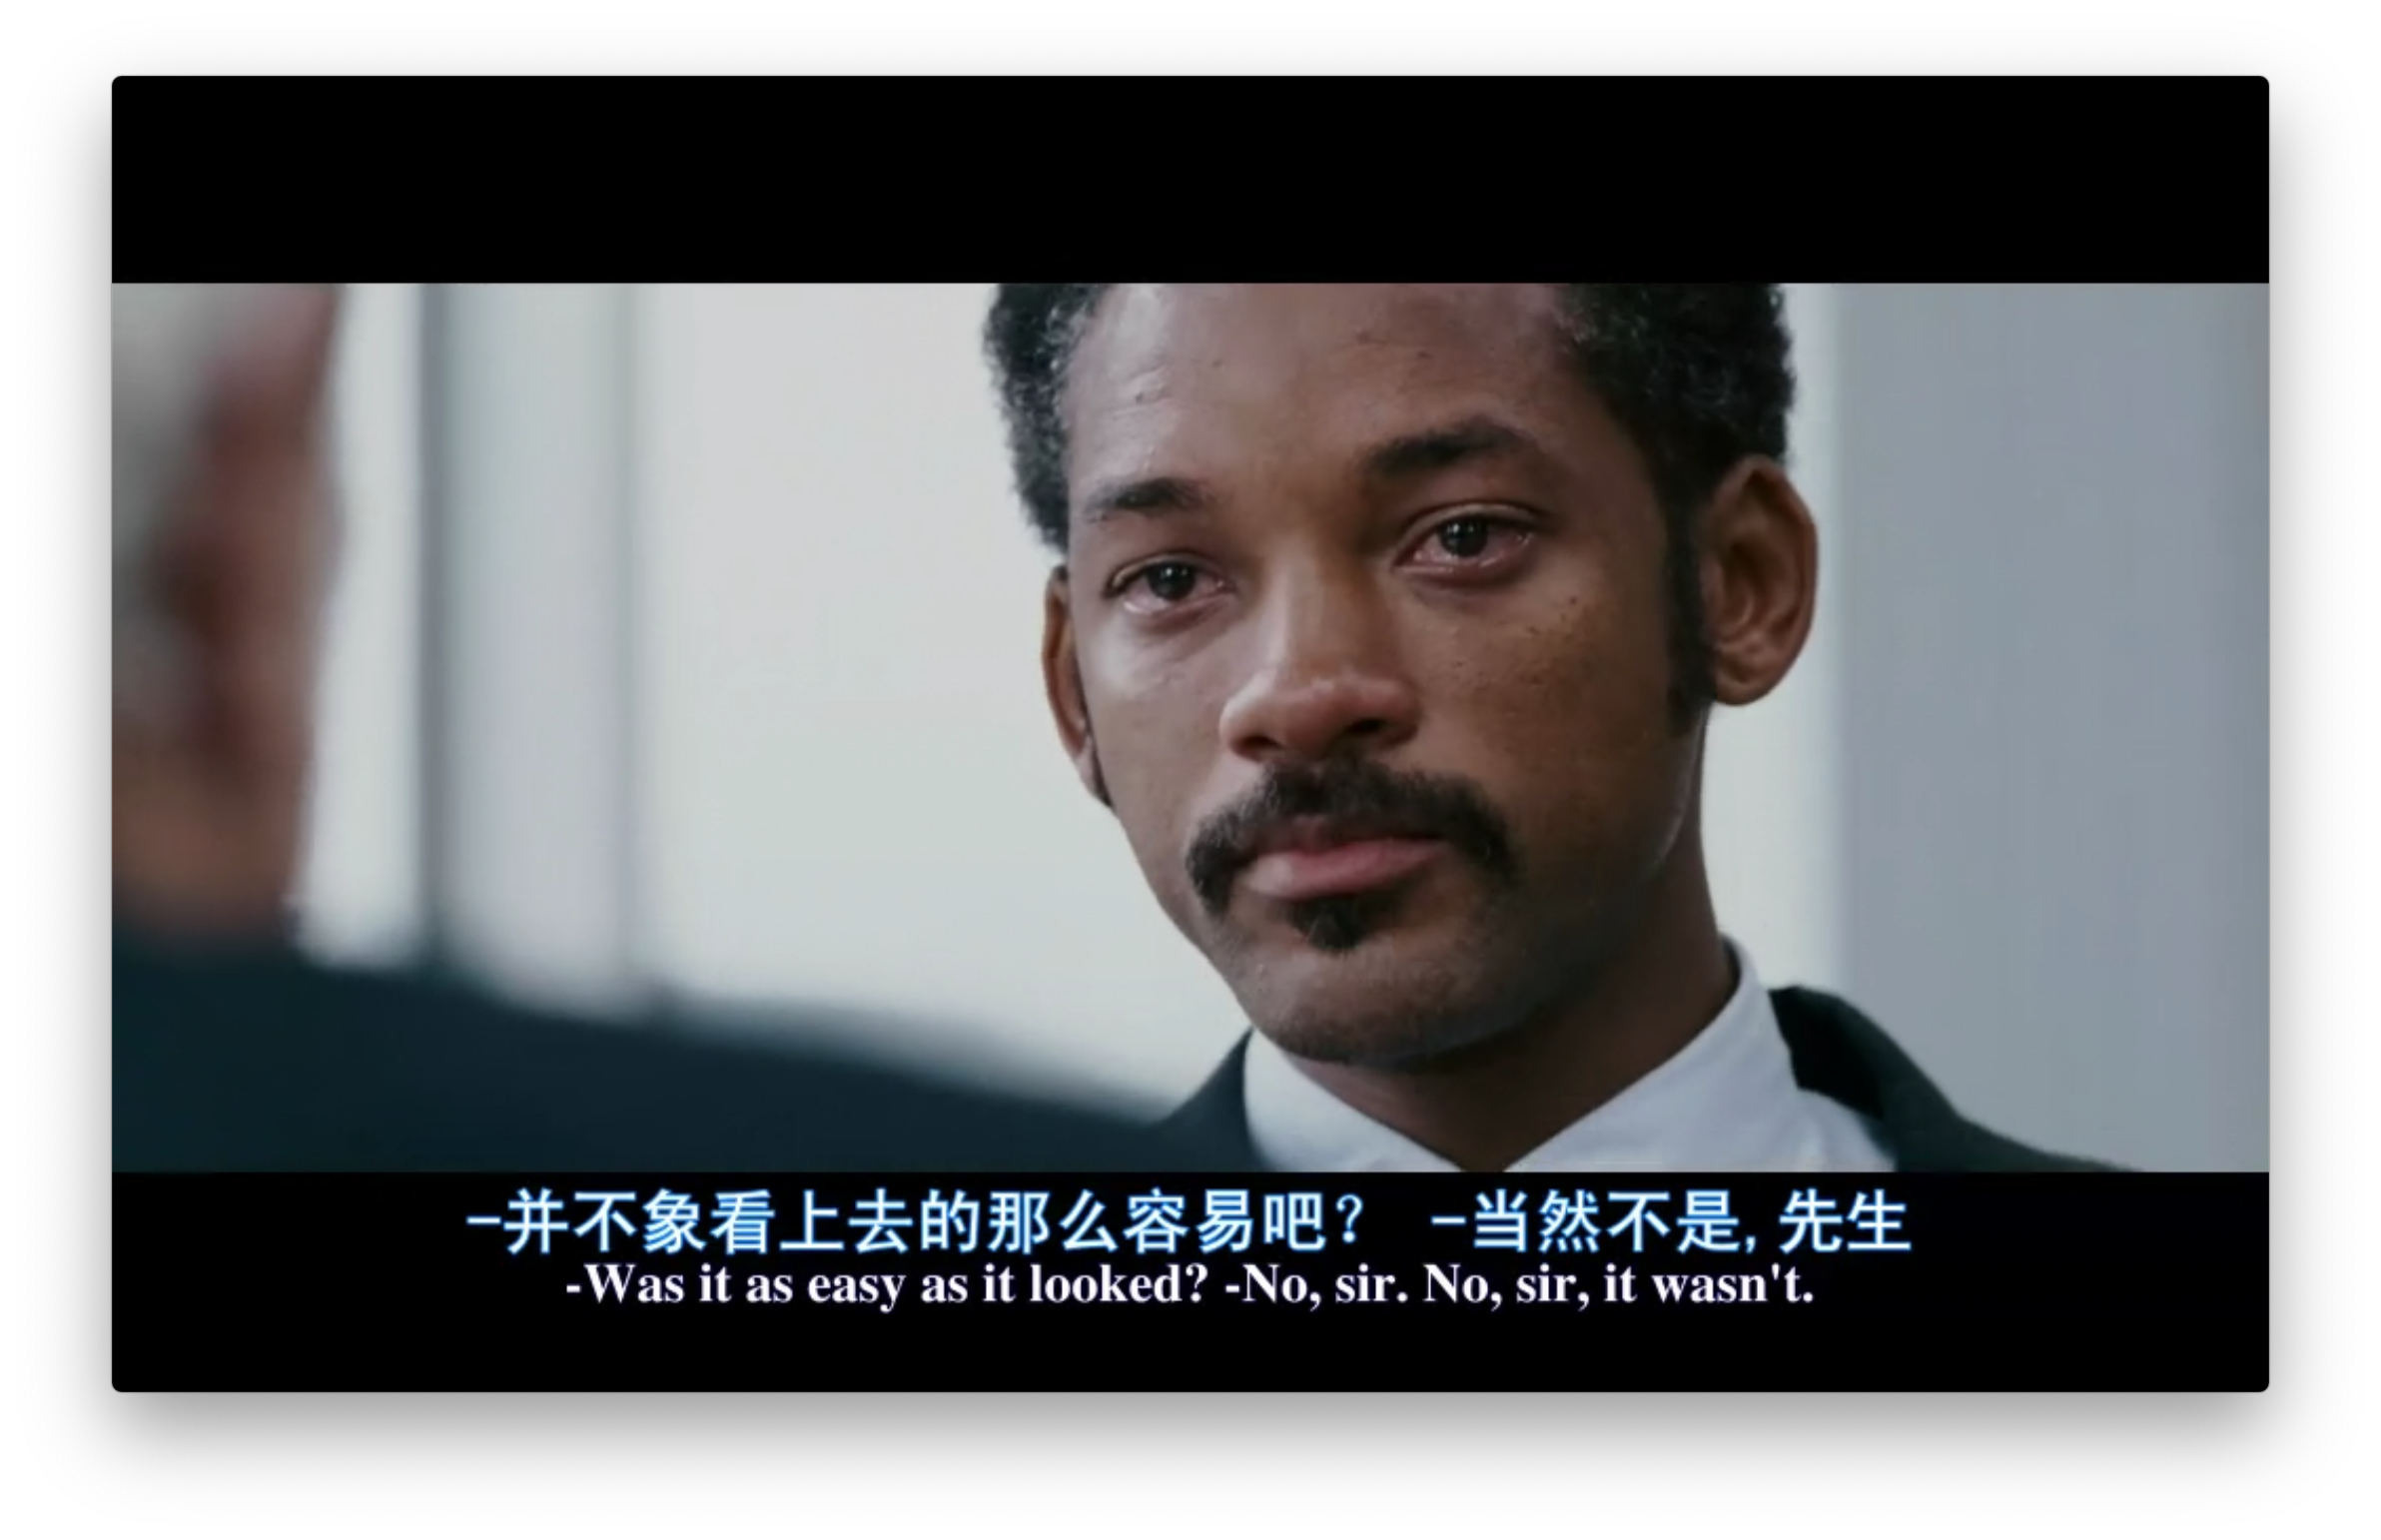 -并不象看上去的那么容易吧? -当然不是,先生
-Was it as easy as it looked? -No, sir. No, sir, it wasn't.